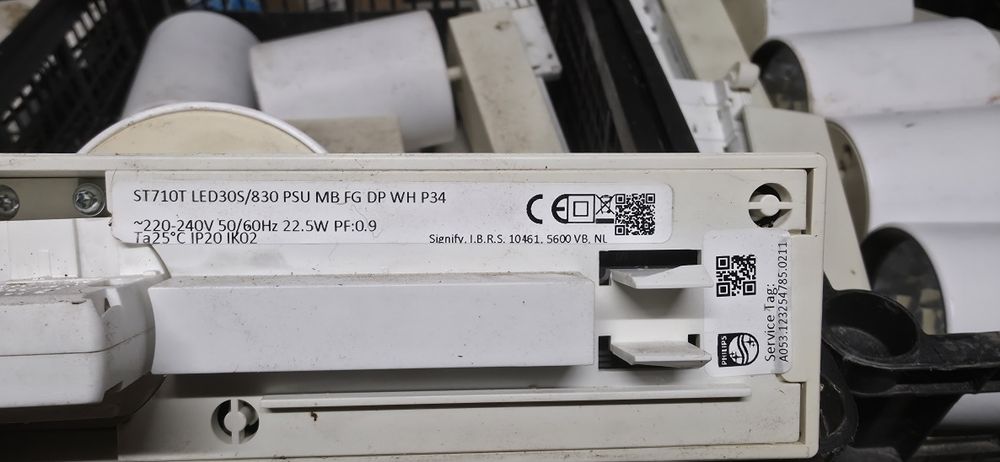 ST710T LED30S/830 PSU MB FG DP WH P34
~220-240V 50/60Hz 22.5W PF:0.9
Ta25°C IP20 IK02
Signify, I.B.R.S. 10461, 5600 VB, NL
CE
PHILIPS
Service Tag:
A053.123254785.0211